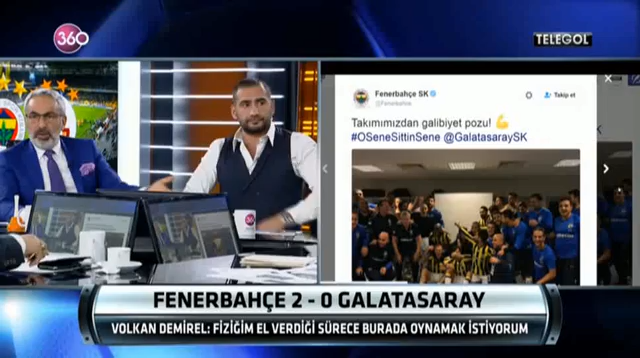 360
TELEGOL
Fenerbahçe SK
@Fenerbahce
Takip et
Takımımızdan galibiyet pozu! 💪
#OSeneSittinSene @GalatasaraySK
360
FENERBAHÇE 2 - 0 GALATASARAY
VOLKAN DEMİREL: FİZİĞİM EL VERDİĞİ SÜRECE BURADA OYNAMAK İSTİYORUM